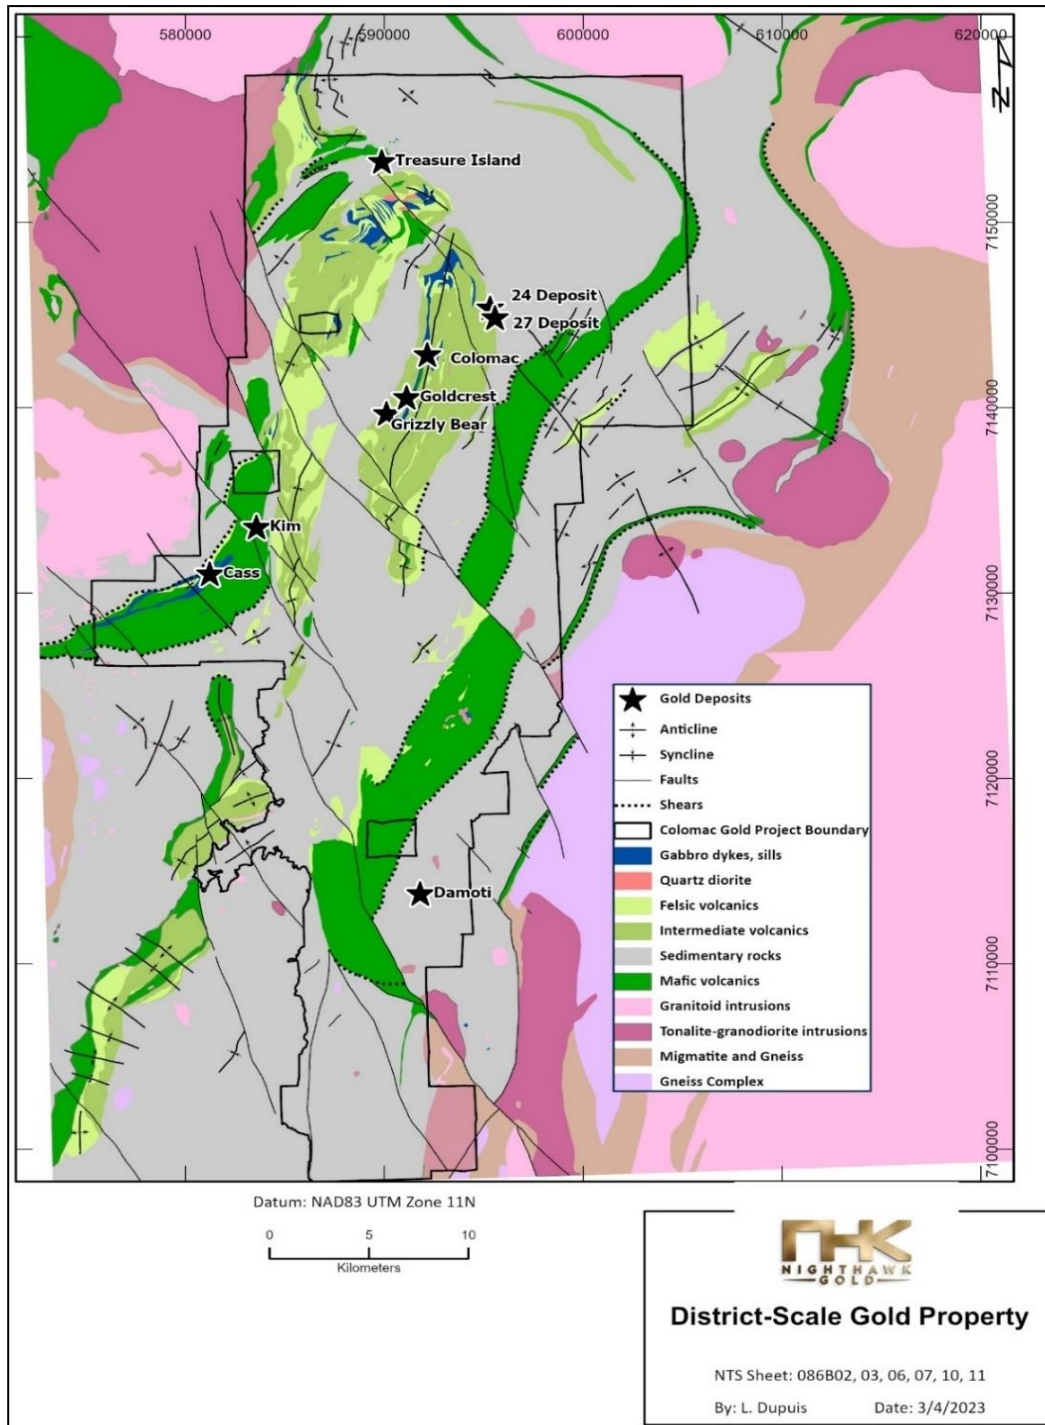 580000 590000 600000 610000 620000
Treasure Island
7150000
24 Deposit
27 Deposit
Colomac
Goldcrest
7140000
Grizzly Bear
Kim
Cass
7130000
Gold Deposits
Anticline
Syncline
7120000
Faults
Shears
Colomac Gold Project Boundary
Gabbro dykes, sills
Quartz diorite
Damoti
Felsic volcanics
Intermediate volcanics
Sedimentary rocks
7110000
Mafic volcanics
Granitoid intrusions
Tonalite-granodiorite intrusions
Migmatite and Gneiss
Gneiss Complex
7100000
N
Datum: NAD83 UTM Zone 11N
0 5 10
Kilometers
NHK
NIGHTHAWK
GOLD
District-Scale Gold Property
NTS Sheet: 086B02, 03, 06, 07, 10, 11
By: L. Dupuis Date: 3/4/2023